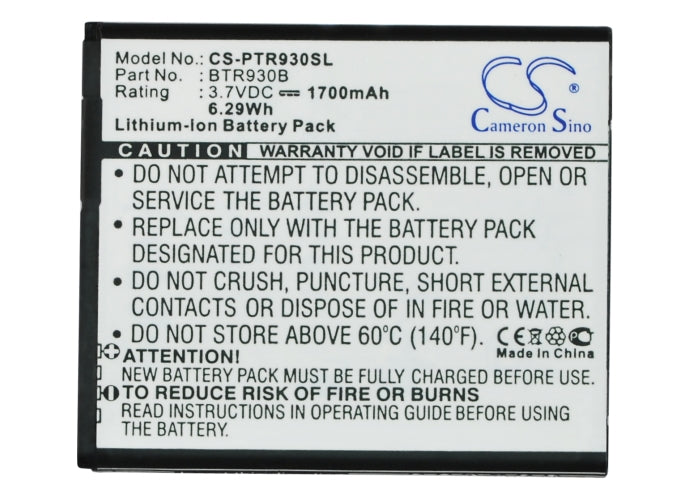 Model No.: CS-PTR930SL
Part No.: BTR930B
Rating : 3.7VDC 1700mAh
6.29Wh
Lithium-ion Battery Pack
CS
Cameron Sino
CAUTION WARRANTY VOID IF LABEL IS REMOVED
• DO NOT ATTEMPT TO DISASSEMBLE, OPEN OR
SERVICE THE BATTERY PACK.
• REPLACE ONLY WITH THE BATTERY PACK
DESIGNATED FOR THIS PRODUCT.
• DO NOT CRUSH, PUNCTURE, SHORT EXTERNAL
CONTACTS OR DISPOSE OF IN FIRE OR WATER.
• DO NOT STORE ABOVE 60°C (140°F).
CE
Made in China
ATTENTION!
NEW BATTERY PACK MUST BE FULLY CHARGED BEFORE USE
TO REDUCE RISK OF FIRE OR BURNS
READ INSTRUCTIONS IN OPERATING GUIDE BEFORE USING
THE BATTERY.